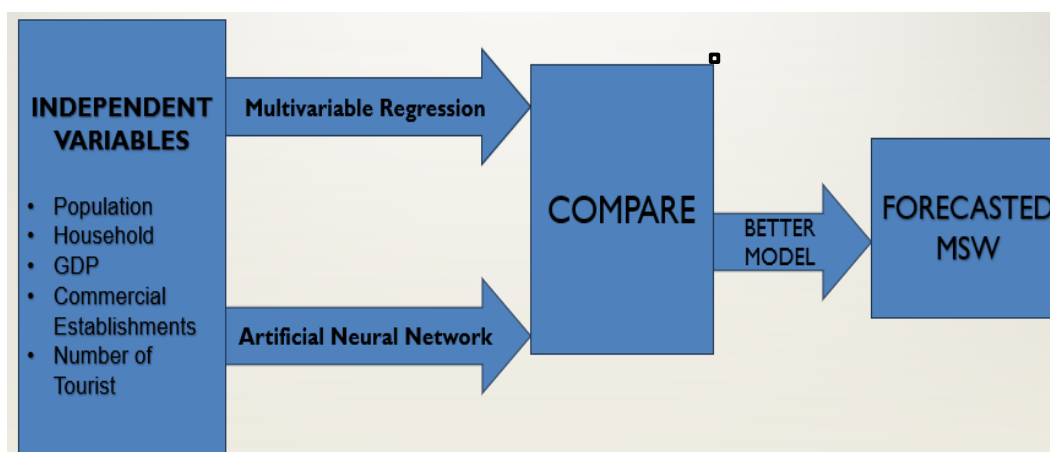 INDEPENDENT
VARIABLES
• Population
• Household
• GDP
• Commercial
Establishments
• Number of
Tourist
Multivariable Regression
Artificial Neural Network
COMPARE
BETTER
MODEL
FORECASTED
MSW